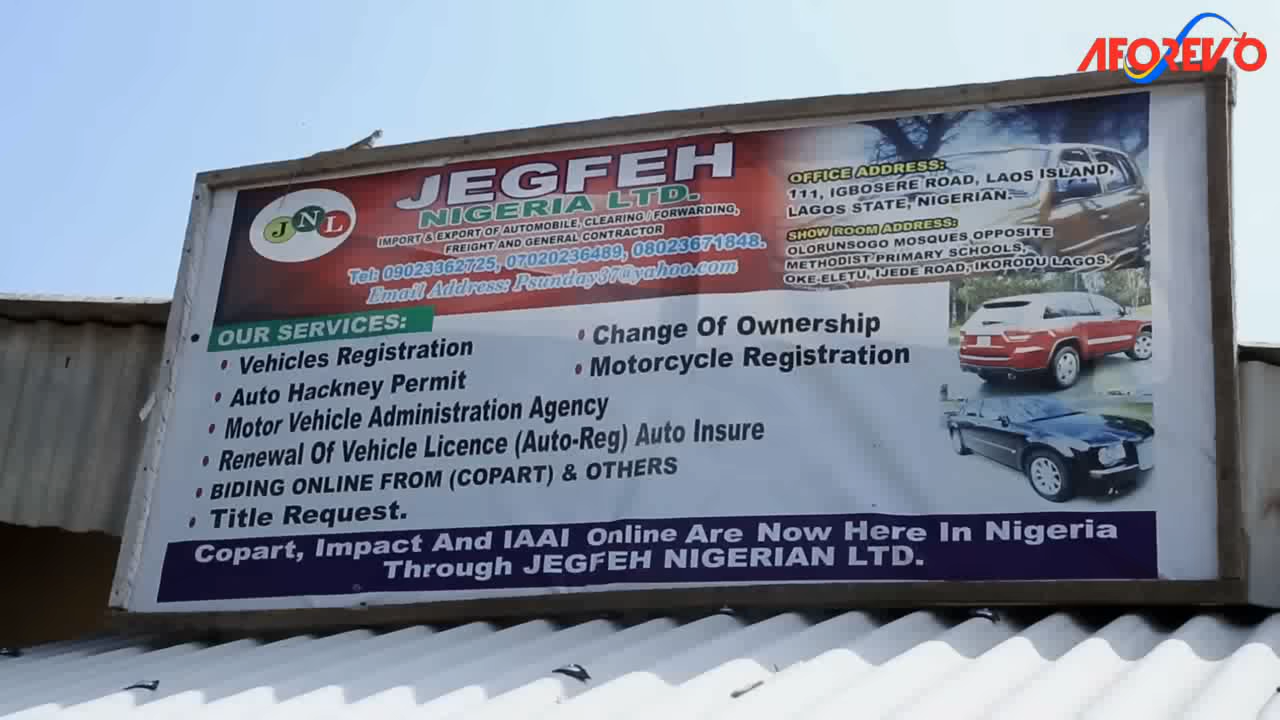 AFOREVO
JNL
JEGFEH
NIGERIA LTD.
IMPORT & EXPORT OF AUTOMOBILE, CLEARING / FORWARDING,
FREIGHT AND GENERAL CONTRACTOR
Tel: 09023362725, 07020236489, 08023671848.
Email Address: Psunday37@yahoo.com
OFFICE ADDRESS:
111, IGBOSERE ROAD, LAOS ISLAND,
LAGOS STATE, NIGERIAN.
SHOW ROOM ADDRESS:
OLORUNSOGO MOSQUES OPPOSITE
METHODIST PRIMARY SCHOOLS,
OKE-ELETU, IJEDE ROAD, IKORODU LAGOS.
OUR SERVICES:
• Vehicles Registration
• Auto Hackney Permit
• Motor Vehicle Administration Agency
• Renewal Of Vehicle Licence (Auto-Reg) Auto Insure
• BIDING ONLINE FROM (COPART) & OTHERS
• Title Request.
• Change Of Ownership
• Motorcycle Registration
Copart, Impact And IAAI Online Are Now Here In Nigeria
Through JEGFEH NIGERIAN LTD.